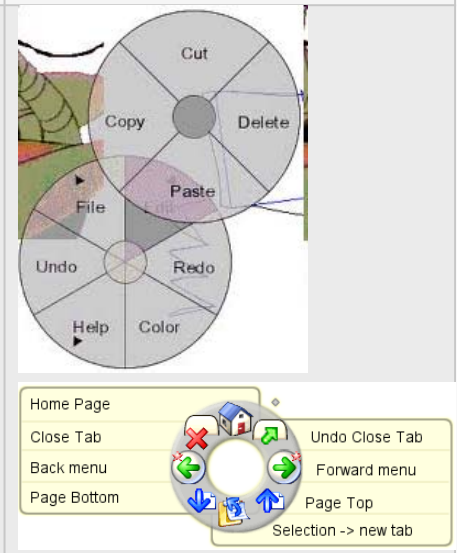 Cut
Copy
Delete
Paste
File
Edit
Undo
Redo
Help
Color
Home Page
Close Tab
Undo Close Tab
Back menu
Forward menu
Page Bottom
Page Top
Selection -> new tab